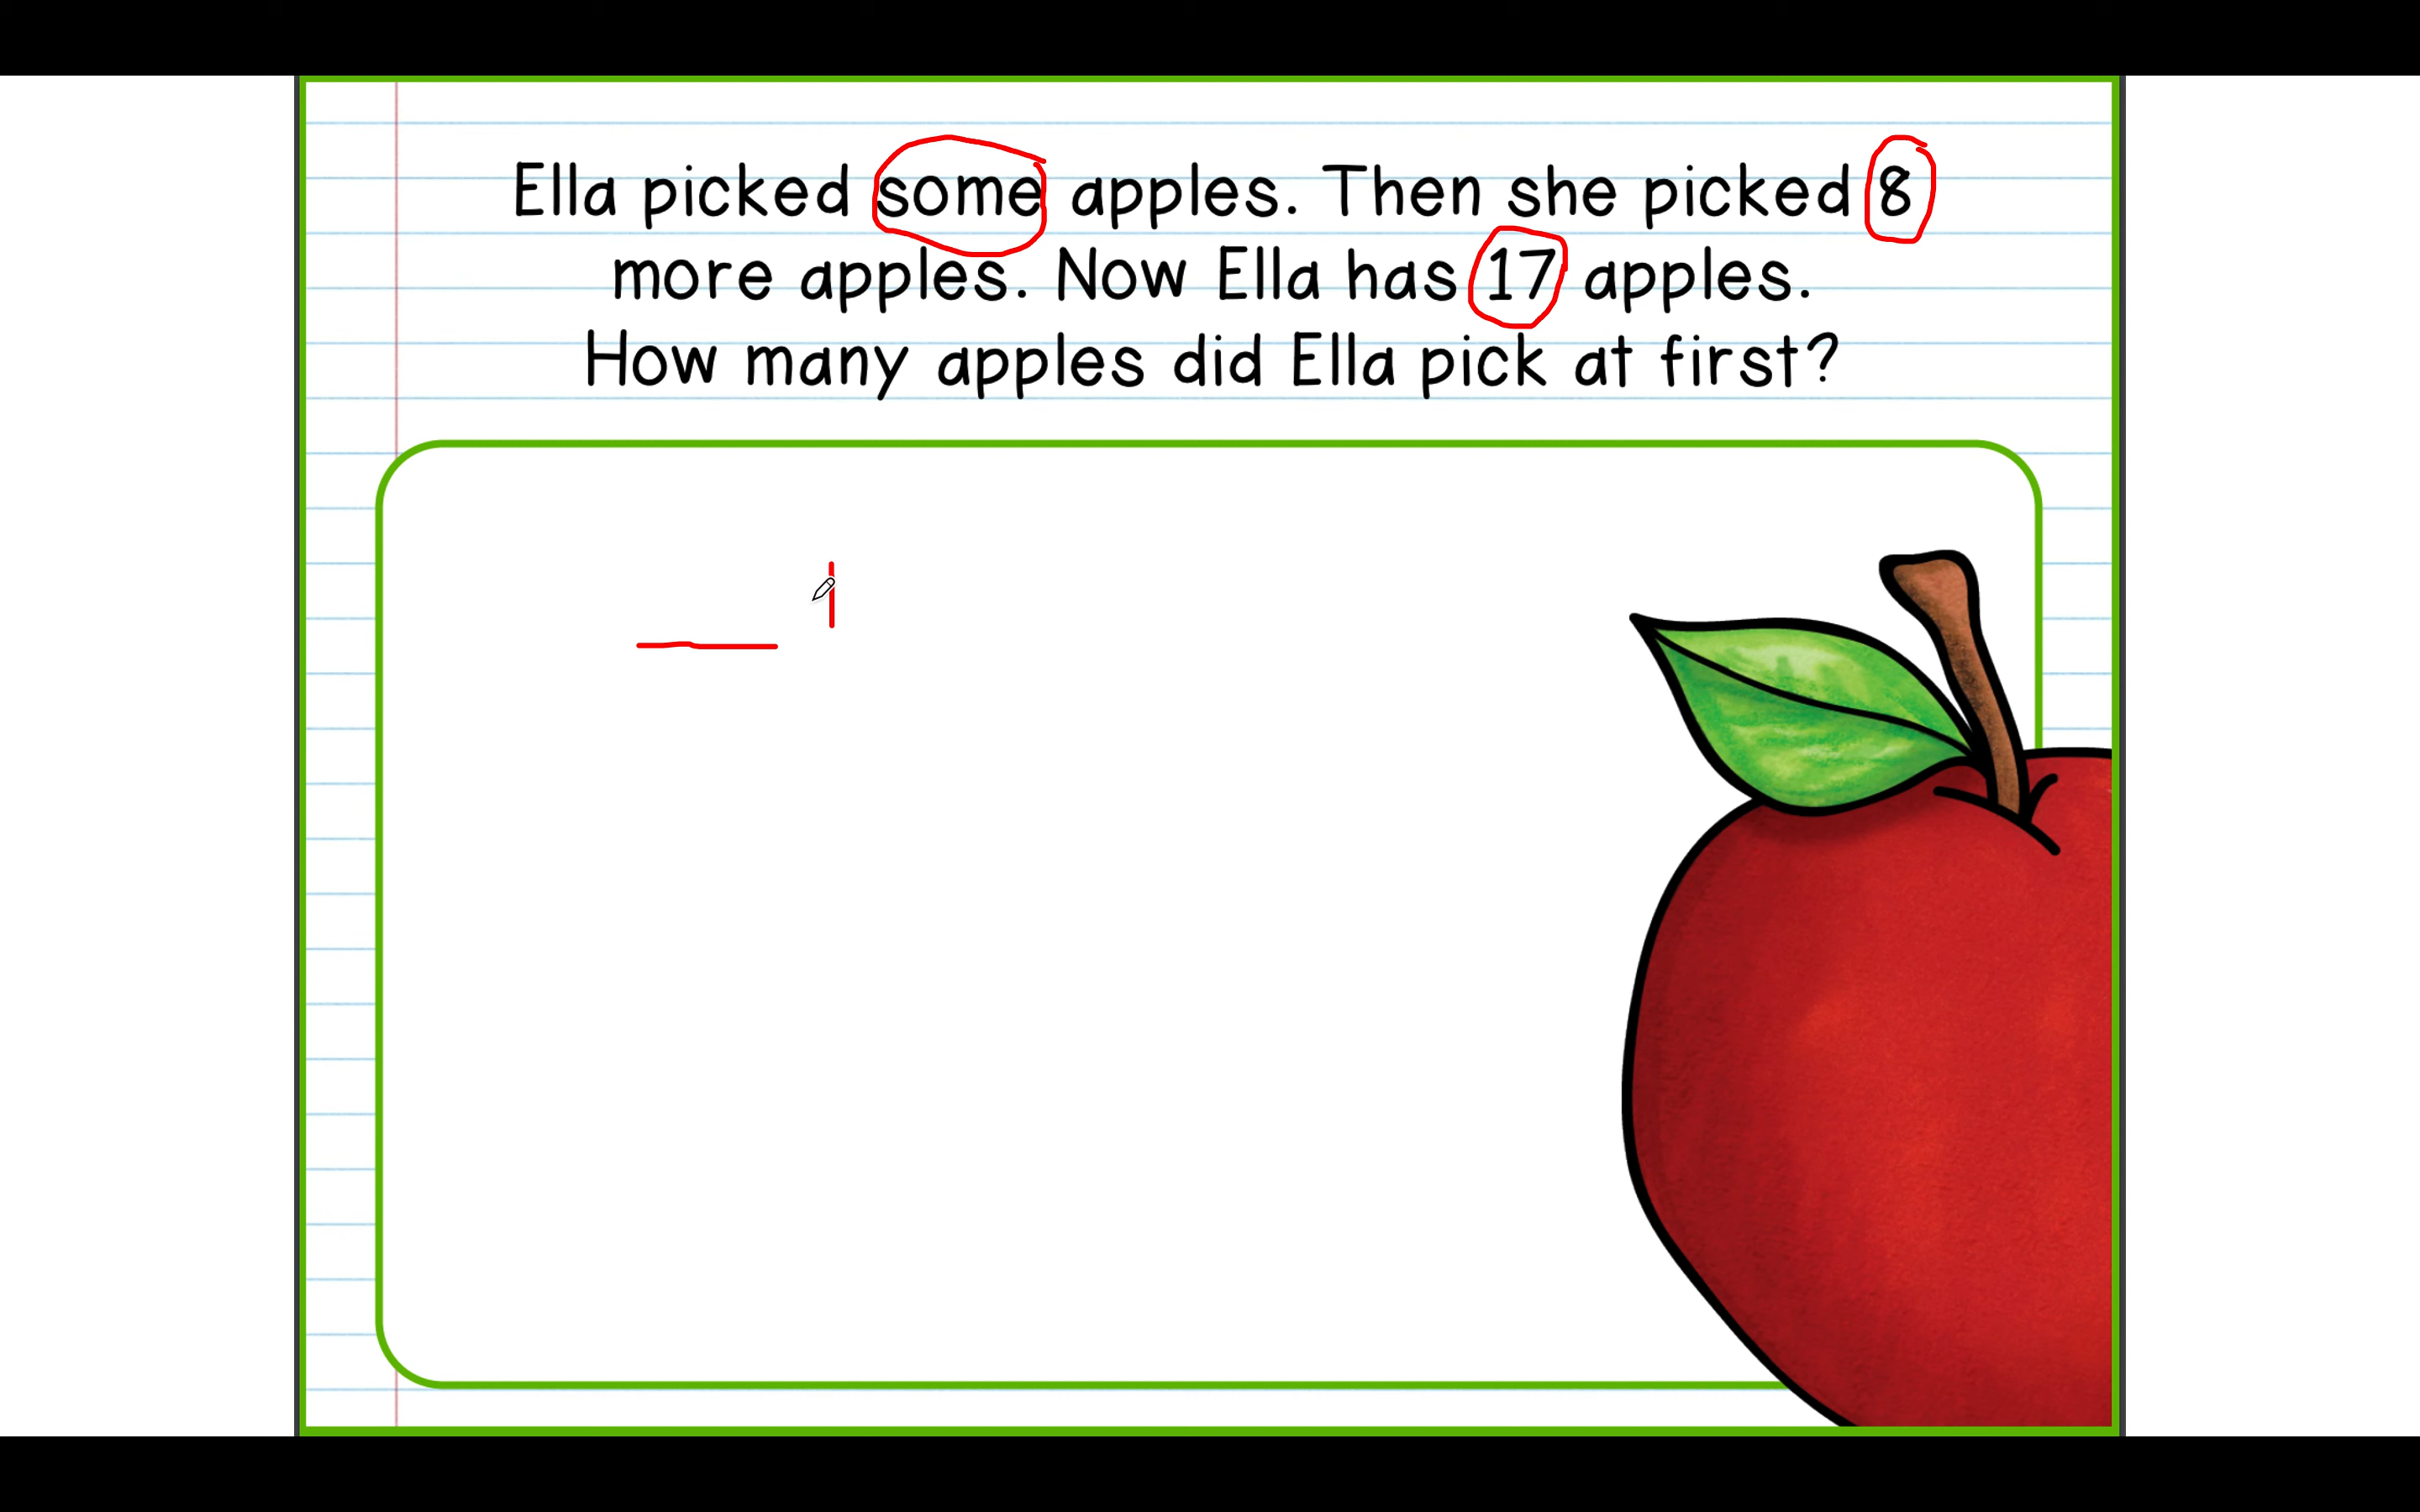 Ella picked some apples. Then she picked 8
more apples. Now Ella has 17 apples.
How many apples did Ella pick at first?